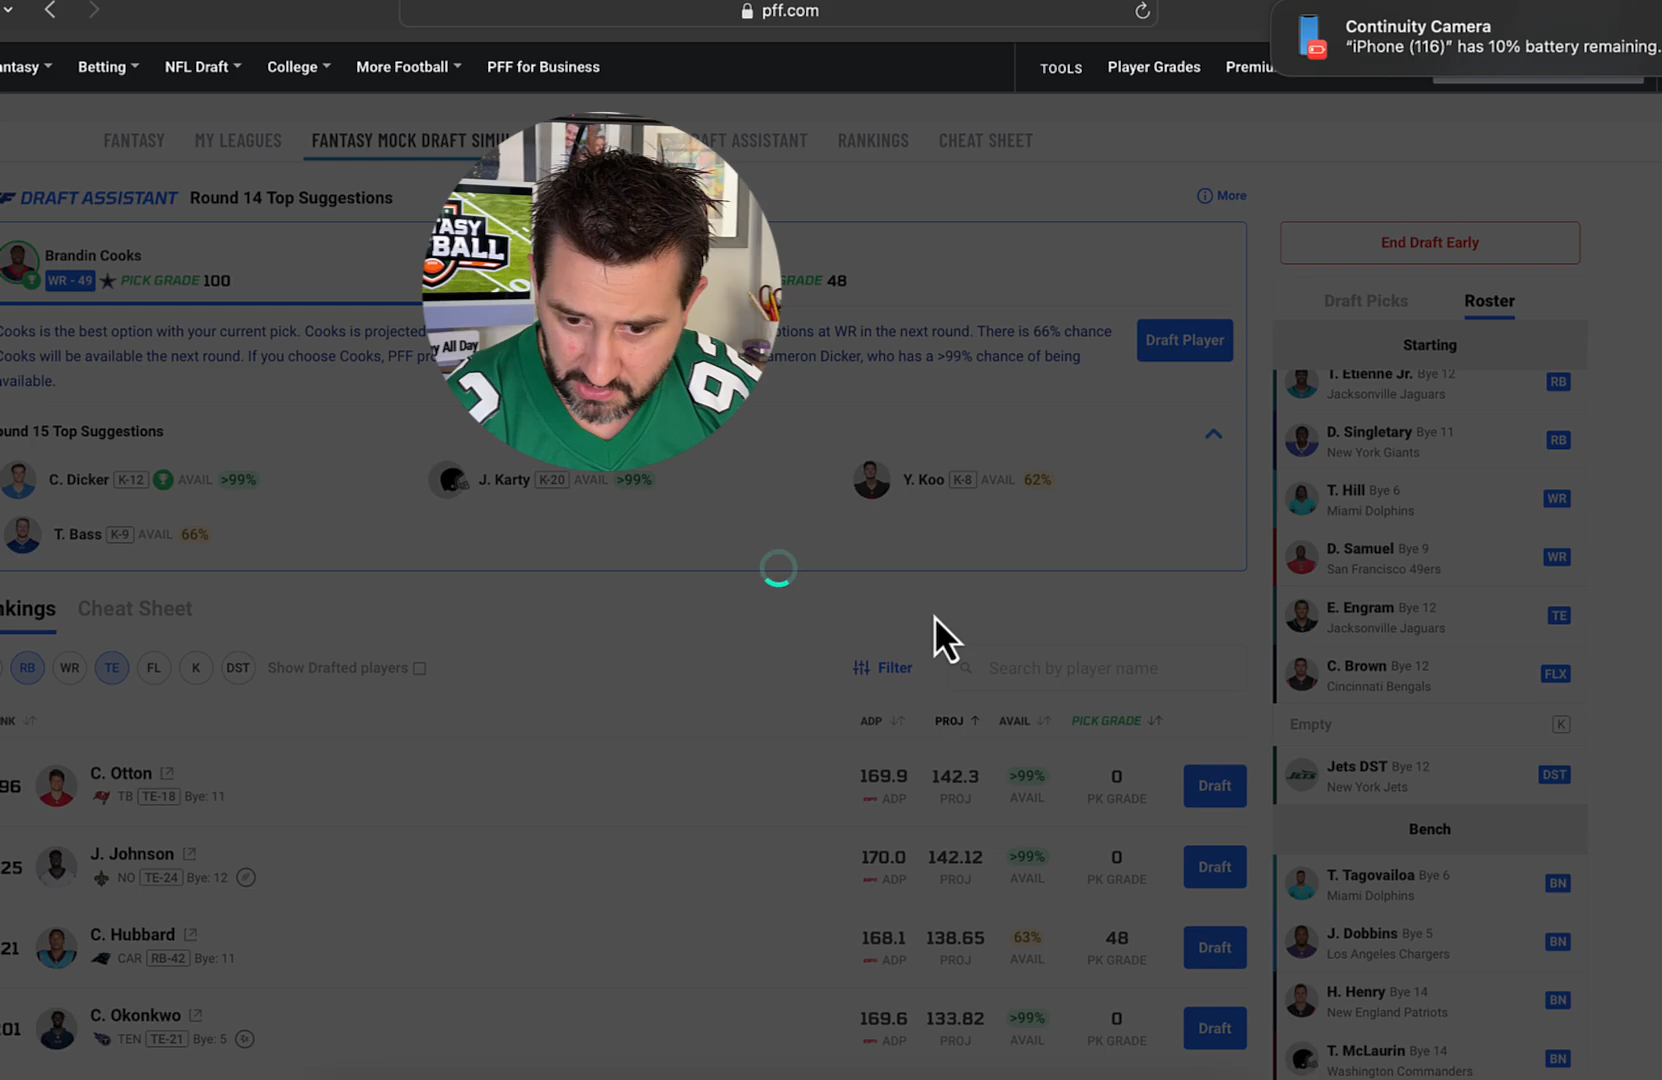 pff.com
Continuity Camera
“iPhone (116)” has 10% battery remaining.
antasy
Betting
NFL Draft
College
More Football
PFF for Business
TOOLS
Player Grades
Premiu
FANTASY
MY LEAGUES
FANTASY MOCK DRAFT SIMU
RAFT ASSISTANT
RANKINGS
CHEAT SHEET
DRAFT ASSISTANT Round 14 Top Suggestions
More
Brandin Cooks
WR - 49 PICK GRADE 100
GRADE 48
Cooks is the best option with your current pick. Cooks is projected
tions at WR in the next round. There is 66% chance
Cooks will be available the next round. If you choose Cooks, PFF pro
ameron Dicker, who has a >99% chance of being
available.
Draft Player
ASY
BALL
y All Day
92
ound 15 Top Suggestions
C. Dicker K-12 AVAIL >99%
J. Karty K-20 AVAIL >99%
Y. Koo K-8 AVAIL 62%
T. Bass K-9 AVAIL 66%
nkings
Cheat Sheet
RB WR TE FL K DST Show Drafted players
Filter
Search by player name
NK
ADP
PROJ
AVAIL
PICK GRADE
96
C. Otton
TB TE-18 Bye: 11
169.9 142.3 >99% 0
ESPN ADP PROJ AVAIL PK GRADE
Draft
25
J. Johnson
NO TE-24 Bye: 12
170.0 142.12 >99% 0
ESPN ADP PROJ AVAIL PK GRADE
Draft
21
C. Hubbard
CAR RB-42 Bye: 11
168.1 138.65 63% 48
ESPN ADP PROJ AVAIL PK GRADE
Draft
01
C. Okonkwo
TEN TE-21 Bye: 5
169.6 133.82 >99% 0
ESPN ADP PROJ AVAIL PK GRADE
Draft
End Draft Early
Draft Picks
Roster
Starting
T. Etienne Jr. Bye 12
Jacksonville Jaguars
RB
D. Singletary Bye 11
New York Giants
RB
T. Hill Bye 6
Miami Dolphins
WR
D. Samuel Bye 9
San Francisco 49ers
WR
E. Engram Bye 12
Jacksonville Jaguars
TE
C. Brown Bye 12
Cincinnati Bengals
FLX
Empty
K
JETS
Jets DST Bye 12
New York Jets
DST
Bench
T. Tagovailoa Bye 6
Miami Dolphins
BN
J. Dobbins Bye 5
Los Angeles Chargers
BN
H. Henry Bye 14
New England Patriots
BN
T. McLaurin Bye 14
Washington Commanders
BN